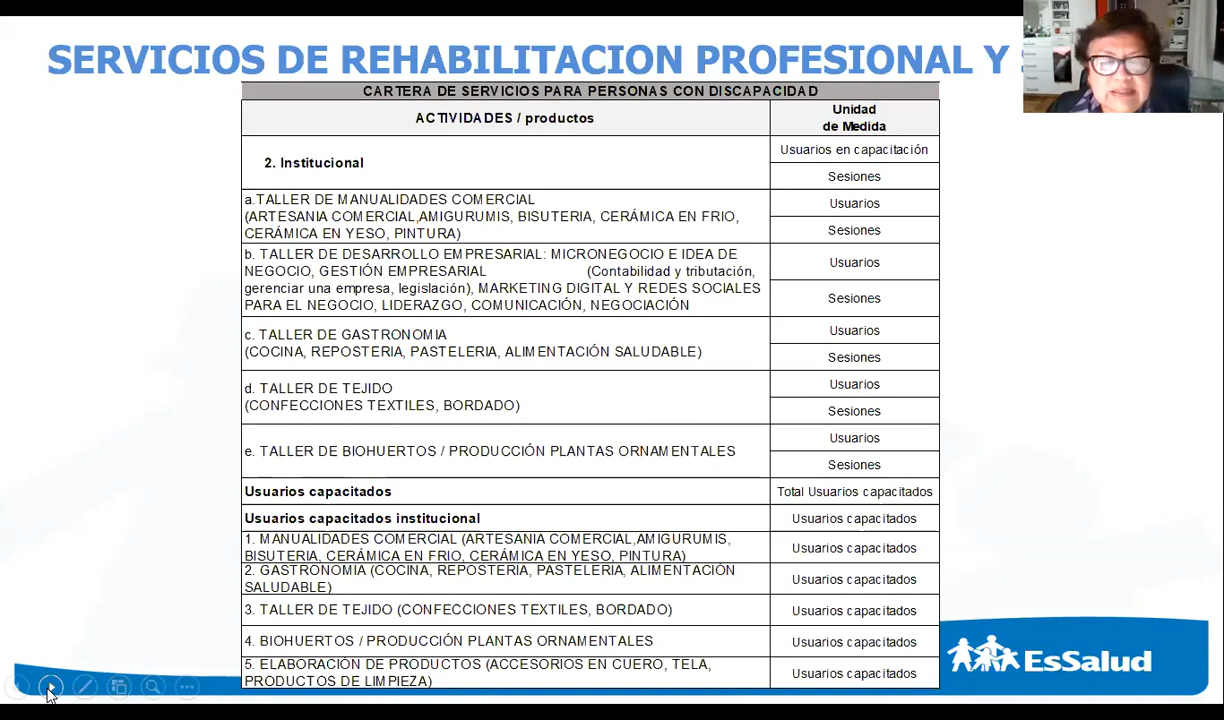 SERVICIOS DE REHABILITACION PROFESIONAL Y
CARTERA DE SERVICIOS PARA PERSONAS CON DISCAPACIDAD
ACTIVIDADES / productos
Unidad
de Medida
2. Institucional
Usuarios en capacitación
Sesiones
a.TALLER DE MANUALIDADES COMERCIAL
(ARTESANIA COMERCIAL,AMIGURUMIS, BISUTERIA, CERÁMICA EN FRIO,
CERÁMICA EN YESO, PINTURA)
Usuarios
Sesiones
b. TALLER DE DESARROLLO EMPRESARIAL: MICRONEGOCIO E IDEA DE
NEGOCIO, GESTIÓN EMPRESARIAL (Contabilidad y tributación,
gerenciar una empresa, legislación), MARKETING DIGITAL Y REDES SOCIALES
PARA EL NEGOCIO, LIDERAZGO, COMUNICACIÓN, NEGOCIACIÓN
Usuarios
Sesiones
c. TALLER DE GASTRONOMIA
(COCINA, REPOSTERIA, PASTELERIA, ALIMENTACIÓN SALUDABLE)
Usuarios
Sesiones
d. TALLER DE TEJIDO
(CONFECCIONES TEXTILES, BORDADO)
Usuarios
Sesiones
e. TALLER DE BIOHUERTOS / PRODUCCIÓN PLANTAS ORNAMENTALES
Usuarios
Sesiones
Usuarios capacitados
Total Usuarios capacitados
Usuarios capacitados institucional
Usuarios capacitados
1. MANUALIDADES COMERCIAL (ARTESANIA COMERCIAL,AMIGURUMIS,
BISUTERIA, CERÁMICA EN FRIO, CERÁMICA EN YESO, PINTURA)
Usuarios capacitados
2. GASTRONOMIA (COCINA, REPOSTERIA, PASTELERIA, ALIMENTACIÓN
SALUDABLE)
Usuarios capacitados
3. TALLER DE TEJIDO (CONFECCIONES TEXTILES, BORDADO)
Usuarios capacitados
4. BIOHUERTOS / PRODUCCIÓN PLANTAS ORNAMENTALES
Usuarios capacitados
5. ELABORACIÓN DE PRODUCTOS (ACCESORIOS EN CUERO, TELA,
PRODUCTOS DE LIMPIEZA)
Usuarios capacitados
EsSalud